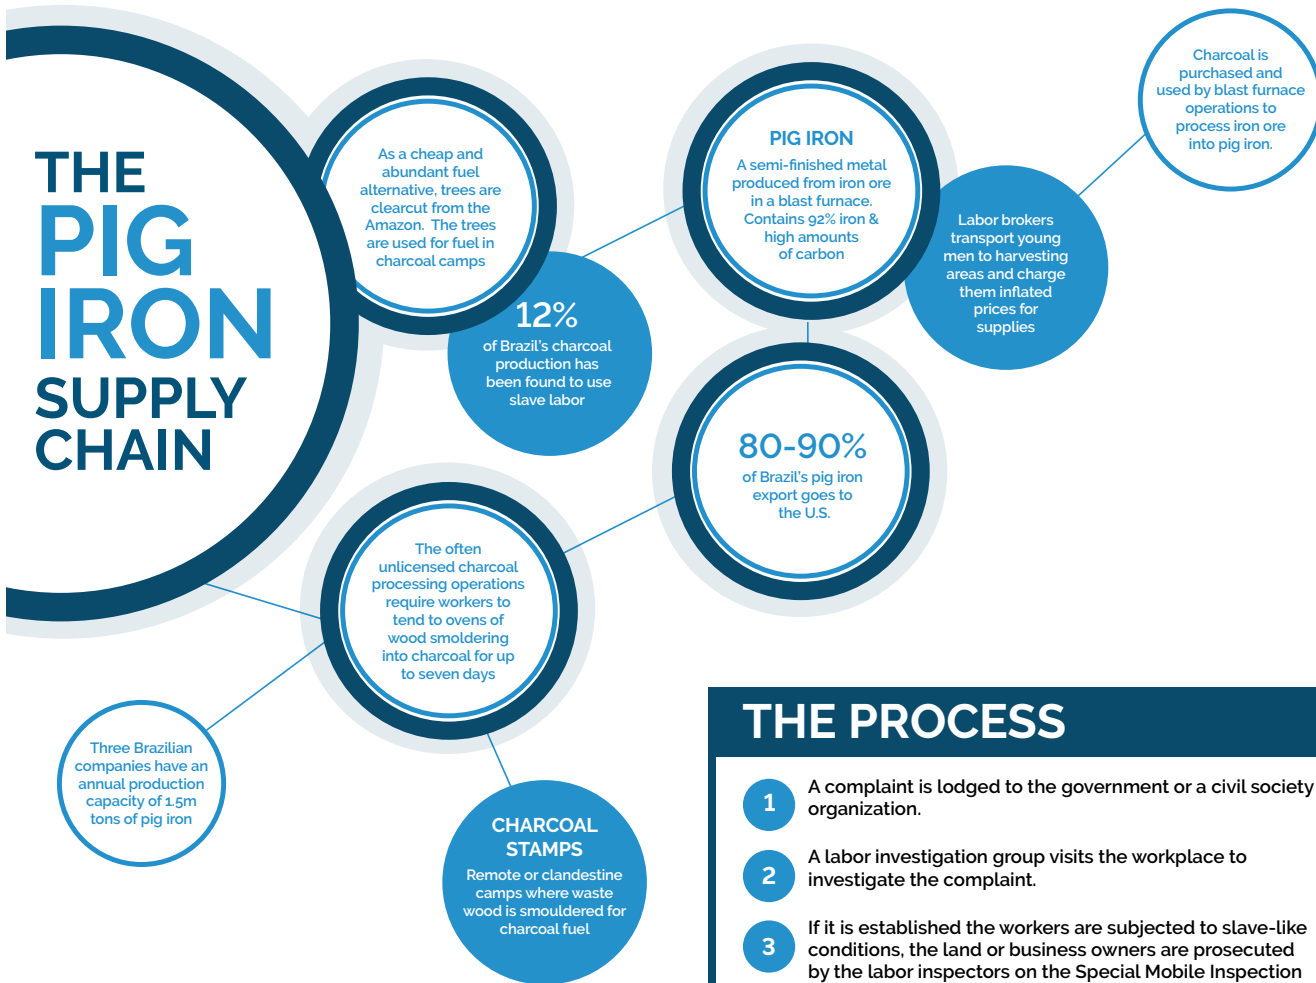 THE
PIG
IRON
SUPPLY
CHAIN
As a cheap and
abundant fuel
alternative, trees are
clearcut from the
Amazon. The trees
are used for fuel in
charcoal camps
12%
of Brazil's charcoal
production has
been found to use
slave labor
PIG IRON
A semi-finished metal
produced from iron ore
in a blast furnace.
Contains 92% iron &
high amounts
of carbon
Labor brokers
transport young
men to harvesting
areas and charge
them inflated
prices for
supplies
Charcoal is
purchased and
used by blast furnace
operations to
process iron ore
into pig iron.
80-90%
of Brazil's pig iron
export goes to
the U.S.
The often
unlicensed charcoal
processing operations
require workers to
tend to ovens of
wood smoldering
into charcoal for up
to seven days
Three Brazilian
companies have an
annual production
capacity of 1.5m
tons of pig iron
CHARCOAL
STAMPS
Remote or clandestine
camps where waste
wood is smouldered for
charcoal fuel
THE PROCESS
1
A complaint is lodged to the government or a civil society
organization.
2
A labor investigation group visits the workplace to
investigate the complaint.
3
If it is established the workers are subjected to slave-like
conditions, the land or business owners are prosecuted
by the labor inspectors on the Special Mobile Inspection